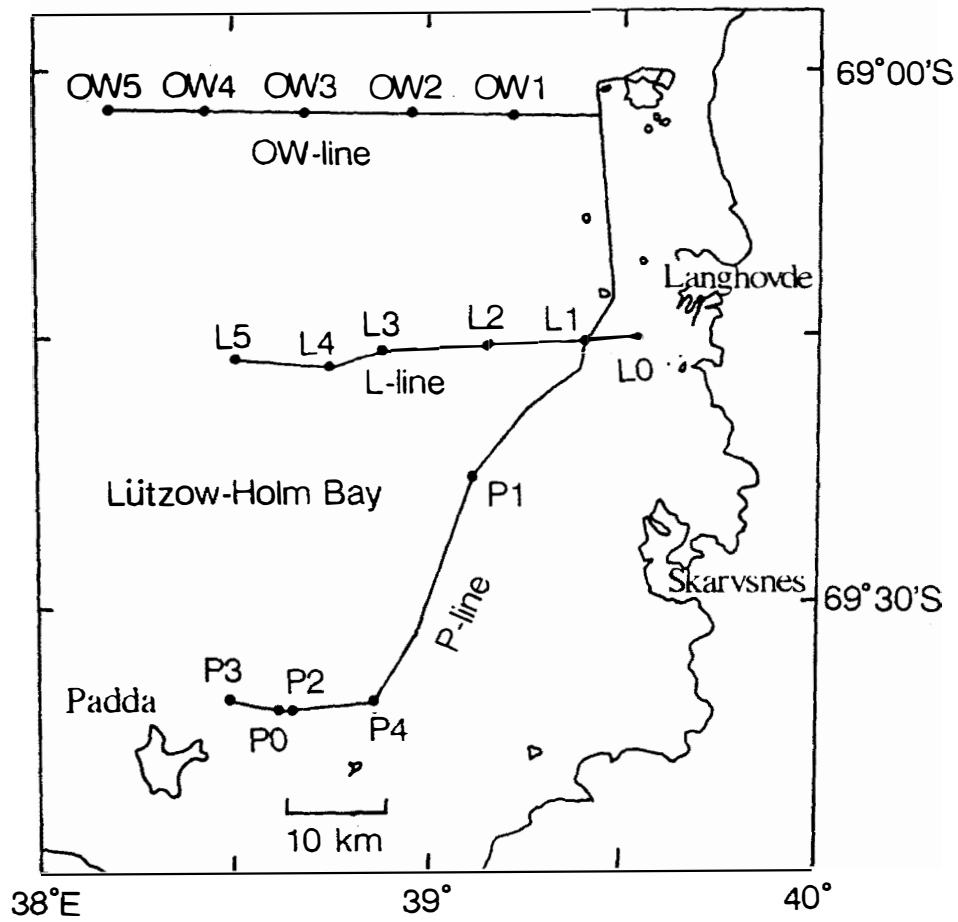 69°00'S
OW5 OW4 OW3 OW2 OW1
OW-line
Langhovde
L5 L4 L3 L2 L1 L0
L-line
Lützow-Holm Bay
P1
Skarvsnes
69°30'S
P-line
P3 P2
Padda
P0 P4
10 km
38°E 39° 40°